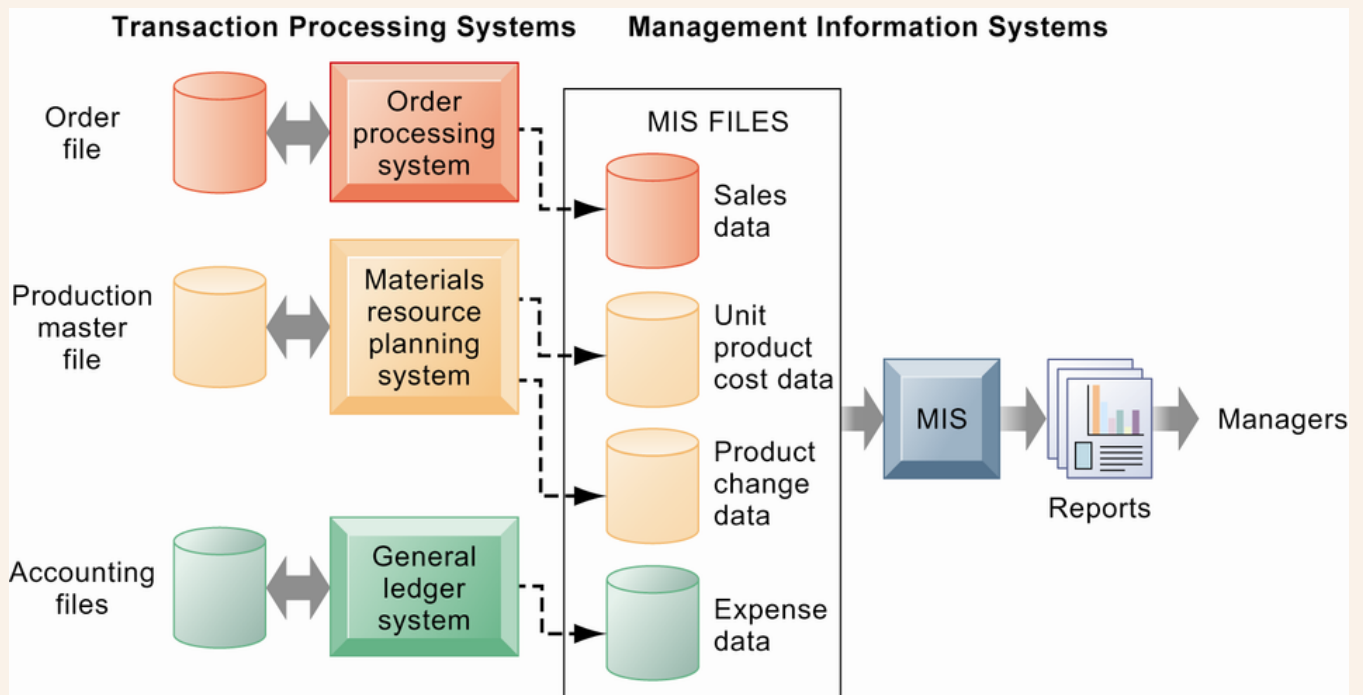 Transaction Processing Systems
Management Information Systems
Order
file
Order
processing
system
MIS FILES
Sales
data
Production
master
file
Materials
resource
planning
system
Unit
product
cost data
Product
change
data
MIS
Reports
Managers
Accounting
files
General
ledger
system
Expense
data